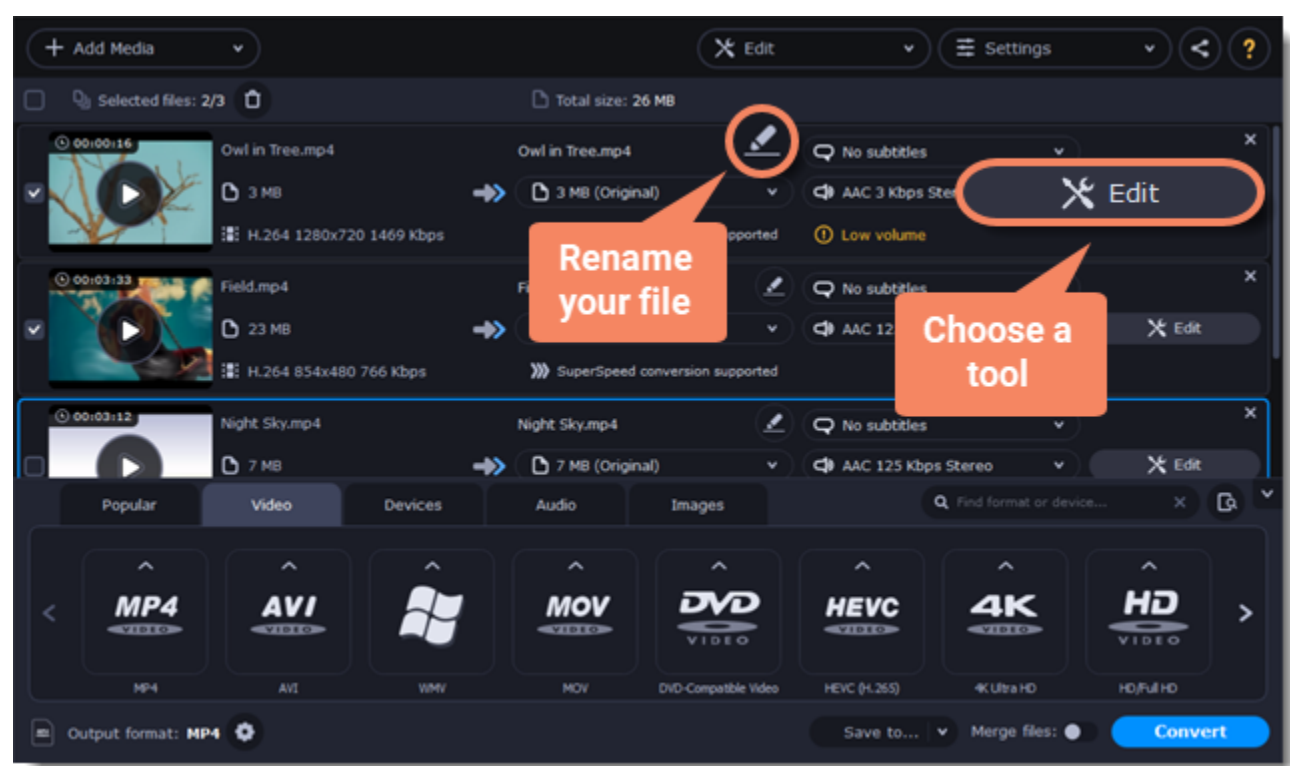 Add Media
Edit
Settings
?
Selected files: 2/3
Total size: 26 MB
00:00:16
Owl in Tree.mp4
3 MB
H.264 1280x720 1469 Kbps
Owl in Tree.mp4
3 MB (Original)
No subtitles
AAC 3 Kbps
Low volume
Edit
Rename
your file
00:03:33
Field.mp4
23 MB
H.264 854x480 766 Kbps
SuperSpeed conversion supported
No subtitles
AAC
Edit
Choose a
tool
00:03:12
Night Sky.mp4
7 MB
Night Sky.mp4
7 MB (Original)
No subtitles
AAC 125 Kbps Stereo
Edit
Popular
Video
Devices
Audio
Images
Find format or device...
MP4
VIDEO
MP4
AVI
VIDEO
AVI
WMV
MOV
VIDEO
MOV
DVD
VIDEO
DVD-Compatible Video
HEVC
VIDEO
HEVC (H.265)
4K
VIDEO
4K Ultra HD
HD
VIDEO
HD/Full HD
Output format: MP4
Save to...
Merge files:
Convert